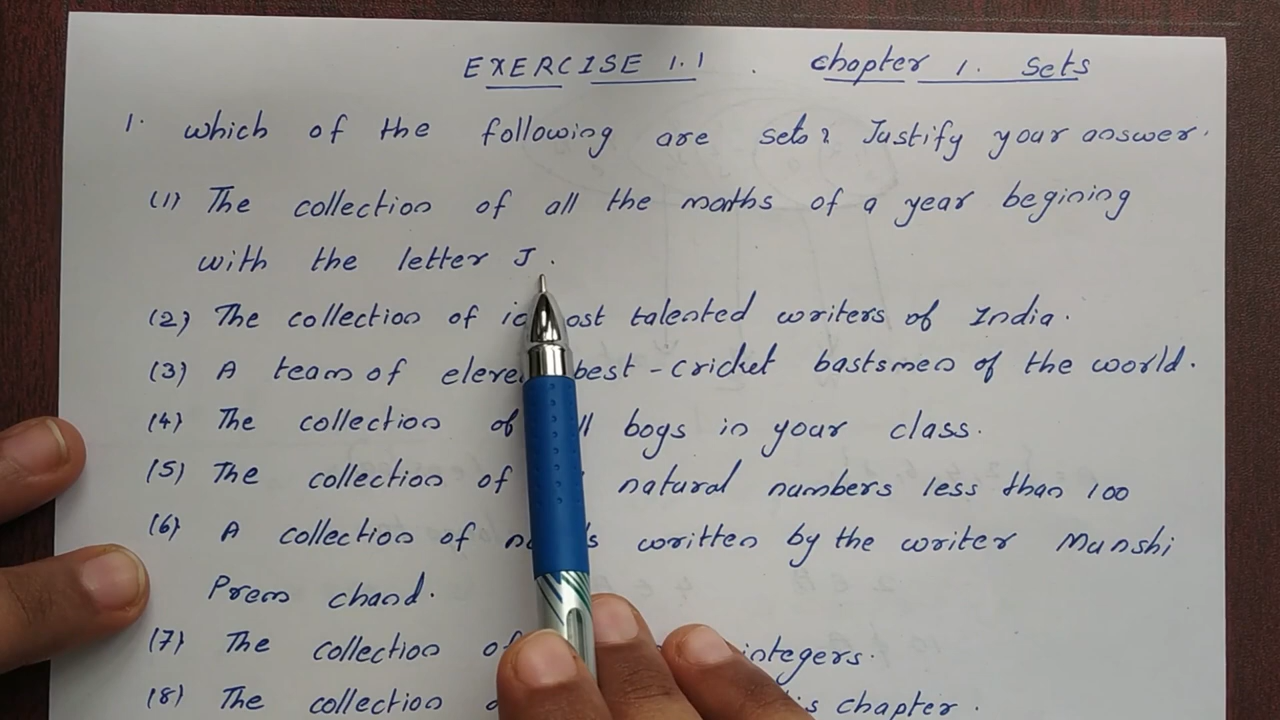 EXERCISE 1.1 . Chapter 1. Sets
1. which of the following are sets? Justify your answer.
(1) The collection of all the months of a year begining
with the letter J.
(2) The collection of most talented writers of India.
(3) A team of eleven best - cricket bastsmen of the world.
(4) The collection of boys in your class.
(5) The collection of natural numbers less than 100
(6) A collection of written by the writer Munshi
Prem chand.
(7) The collection integers.
(8) The collection chapter.